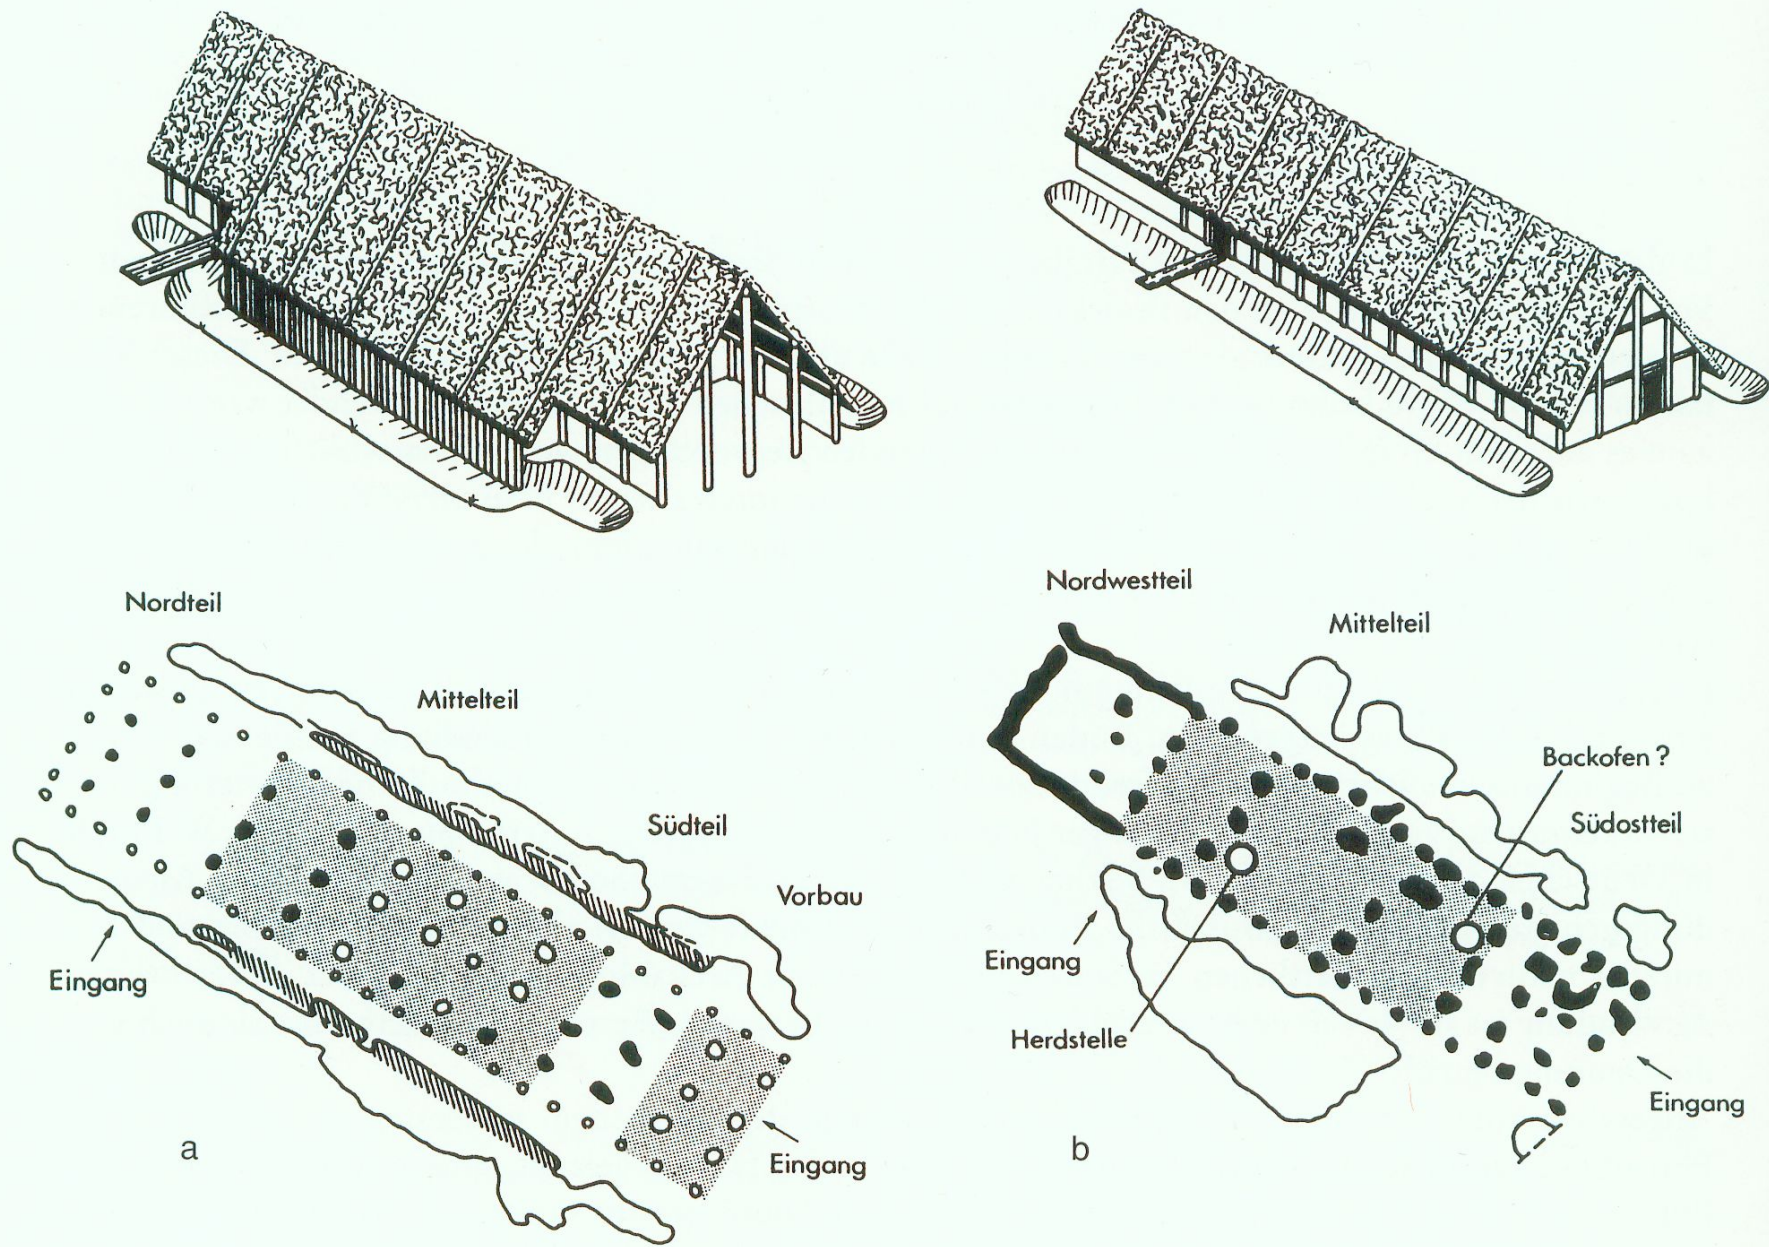 Nordteil
Mittelteil
Südteil
Vorbau
Eingang
Eingang
a
Nordwestteil
Mittelteil
Backofen ?
Südostteil
Eingang
Herdstelle
Eingang
b